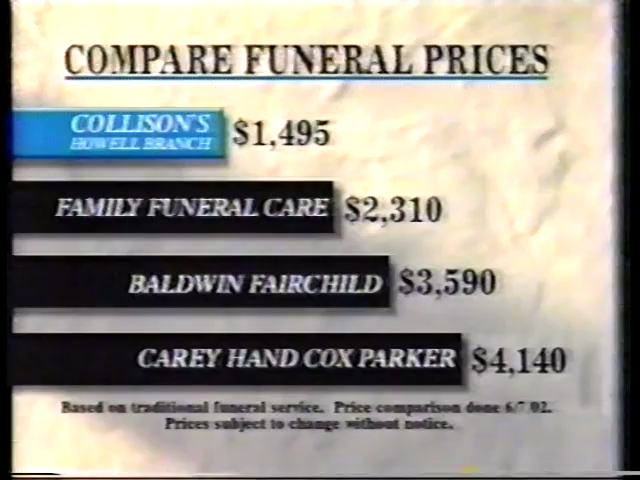 COMPARE FUNERAL PRICES
COLLISON'S
HOWELL BRANCH
$1,495
FAMILY FUNERAL CARE $2,310
BALDWIN FAIRCHILD $3,590
CAREY HAND COX PARKER $4,140
Based on traditional funeral service. Price comparison done 6/7/02.
Prices subject to change without notice.